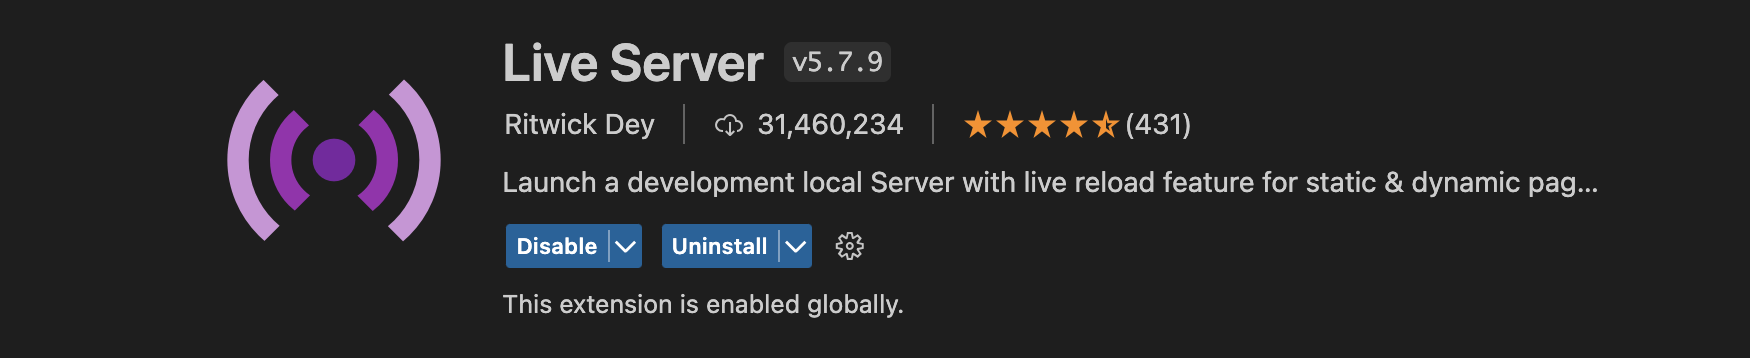 Live Server v5.7.9
Ritwick Dey 31,460,234 (431)
Launch a development local Server with live reload feature for static & dynamic pag...
Disable Uninstall
This extension is enabled globally.